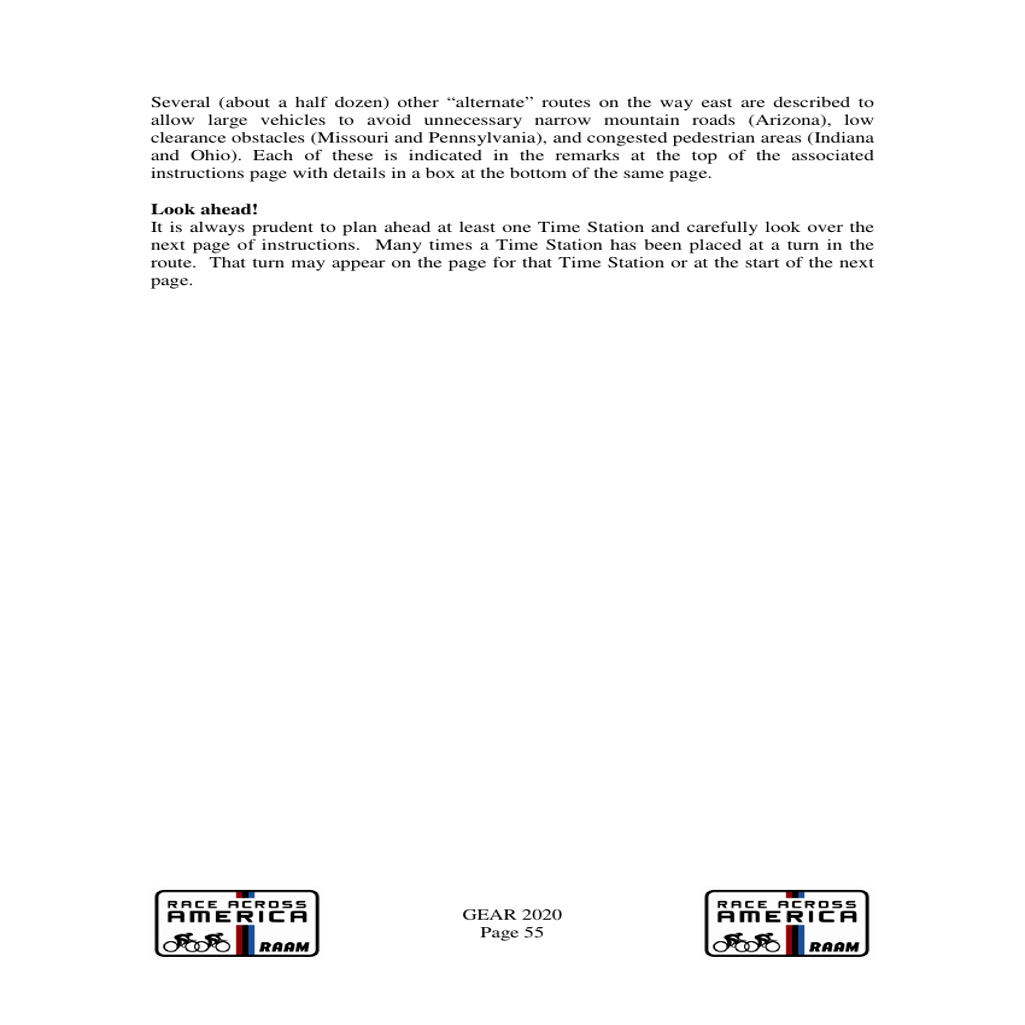 Several (about a half dozen) other “alternate” routes on the way east are described to
allow large vehicles to avoid unnecessary narrow mountain roads (Arizona), low
clearance obstacles (Missouri and Pennsylvania), and congested pedestrian areas (Indiana
and Ohio). Each of these is indicated in the remarks at the top of the associated
instructions page with details in a box at the bottom of the same page.
Look ahead!
It is always prudent to plan ahead at least one Time Station and carefully look over the
next page of instructions.  Many times a Time Station has been placed at a turn in the
route.  That turn may appear on the page for that Time Station or at the start of the next
page.
RACE ACROSS
AMERICA
RAAM
GEAR 2020
Page 55
RACE ACROSS
AMERICA
RAAM